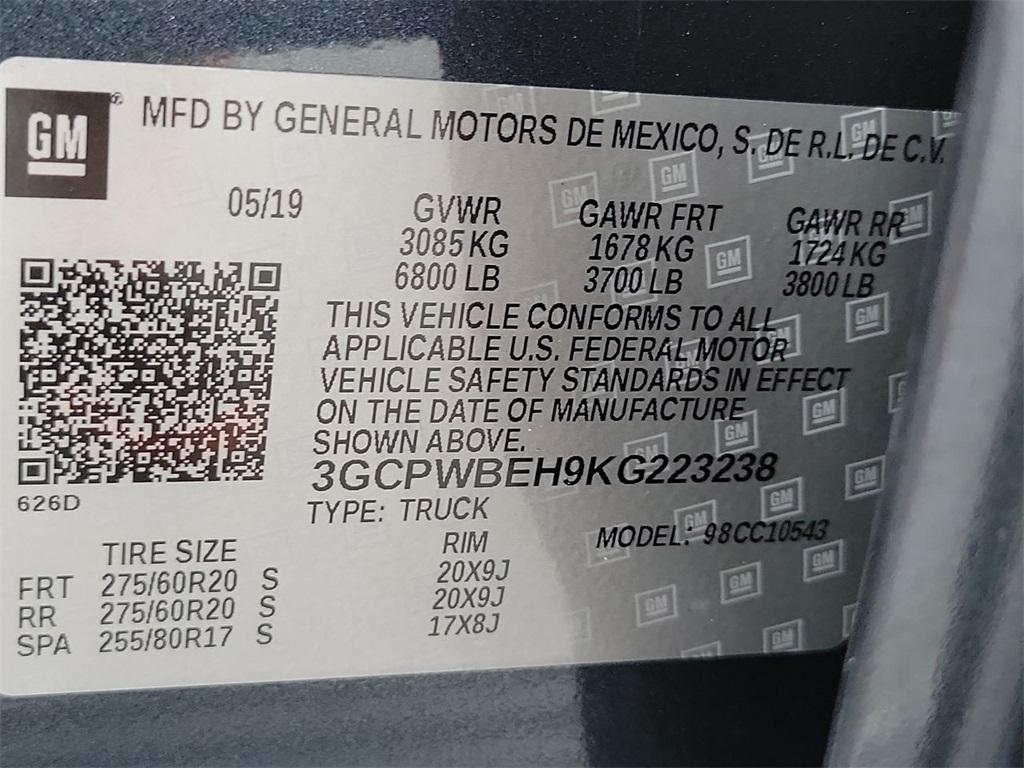 GM
MFD BY GENERAL MOTORS DE MEXICO, S. DE R.L. DE C.V.
05/19 GVWR GAWR FRT GAWR RR
3085 KG 1678 KG 1724 KG
6800 LB 3700 LB 3800 LB
THIS VEHICLE CONFORMS TO ALL
APPLICABLE U.S. FEDERAL MOTOR
VEHICLE SAFETY STANDARDS IN EFFECT
ON THE DATE OF MANUFACTURE
SHOWN ABOVE.
3GCPWBEH9KG223238
626D
TYPE: TRUCK
MODEL: 98CC10543
TIRE SIZE RIM
FRT 275/60R20 S 20X9J
RR 275/60R20 S 20X9J
SPA 255/80R17 S 17X8J